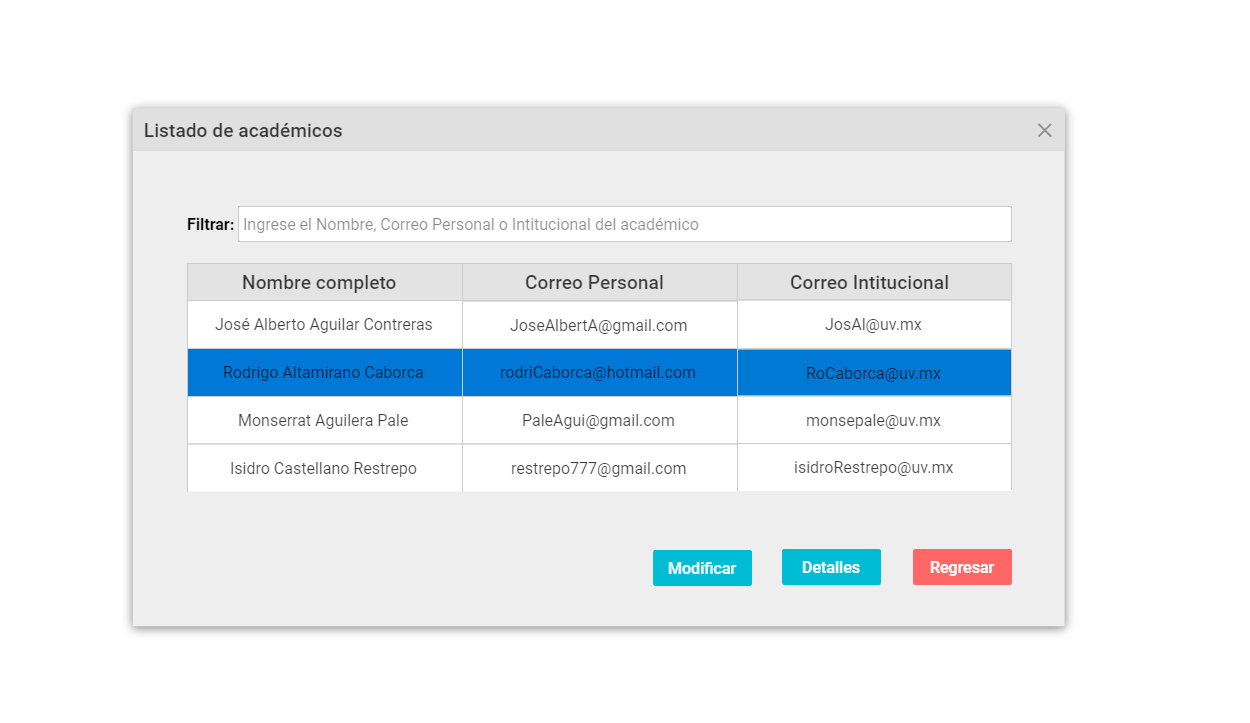 Listado de académicos
Filtrar: Ingrese el Nombre, Correo Personal o Intitucional del académico
Nombre completo Correo Personal Correo Intitucional
José Alberto Aguilar Contreras JoseAlbertA@gmail.com JosAl@uv.mx
Rodrigo Altamirano Caborca rodriCaborca@hotmail.com RoCaborca@uv.mx
Monserrat Aguilera Pale PaleAgui@gmail.com monsepale@uv.mx
Isidro Castellano Restrepo restrepo777@gmail.com isidroRestrepo@uv.mx
Modificar Detalles Regresar